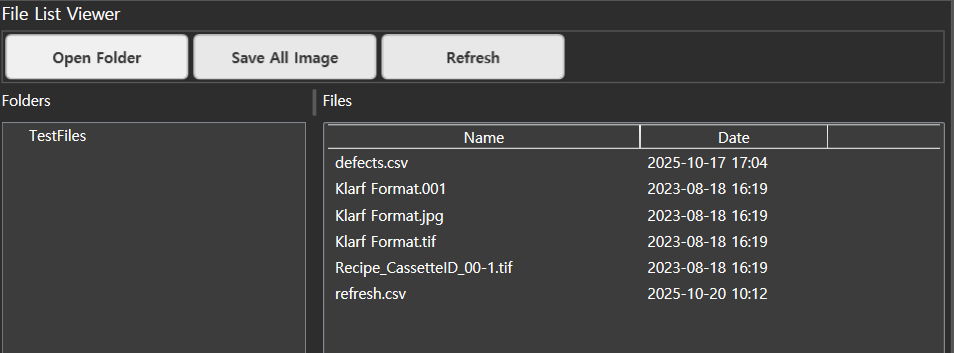 File List Viewer
Open Folder Save All Image Refresh
Folders
TestFiles
Files
Name Date
defects.csv 2025-10-17 17:04
Klarf Format.001 2023-08-18 16:19
Klarf Format.jpg 2023-08-18 16:19
Klarf Format.tif 2023-08-18 16:19
Recipe_CassetteID_00-1.tif 2023-08-18 16:19
refresh.csv 2025-10-20 10:12